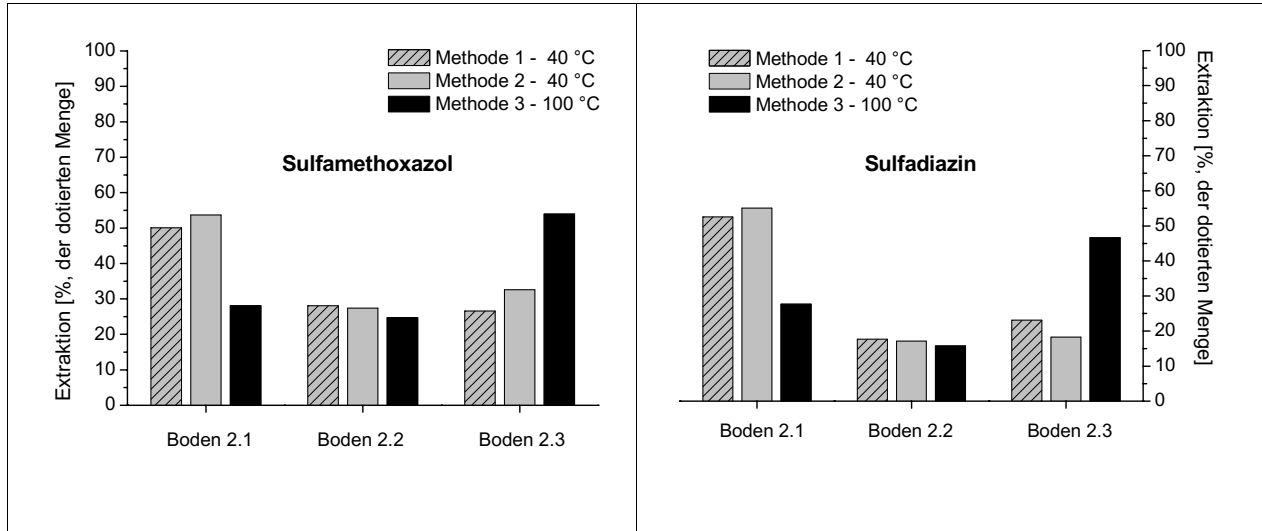 Extraktion [%, der dotierten Menge]
100
90
80
70
60
50
40
30
20
10
0
Methode 1 - 40 °C
Methode 2 - 40 °C
Methode 3 - 100 °C
Sulfamethoxazol
Boden 2.1
Boden 2.2
Boden 2.3
Methode 1 - 40 °C
Methode 2 - 40 °C
Methode 3 - 100 °C
Sulfadiazin
100
90
80
70
60
50
40
30
20
10
0
Extraktion [%, der dotierten Menge]
Boden 2.1
Boden 2.2
Boden 2.3